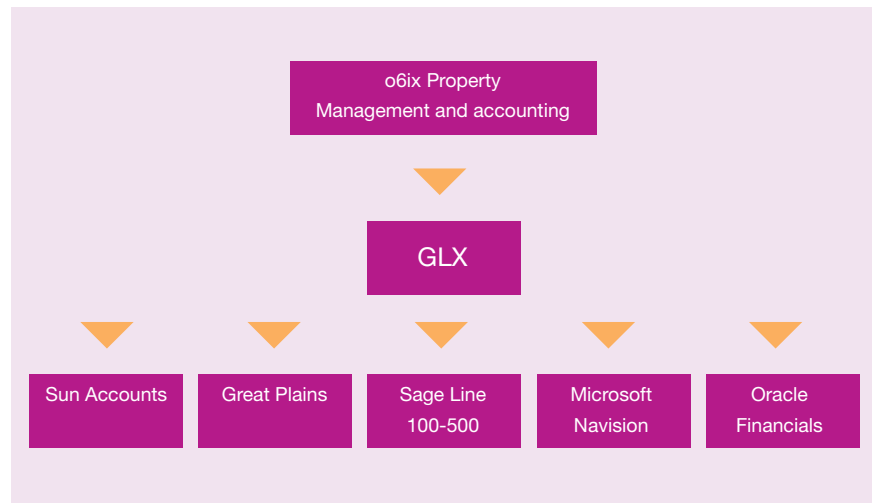 o6ix Property
Management and accounting
GLX
Sun Accounts
Great Plains
Sage Line
100-500
Microsoft
Navision
Oracle
Financials